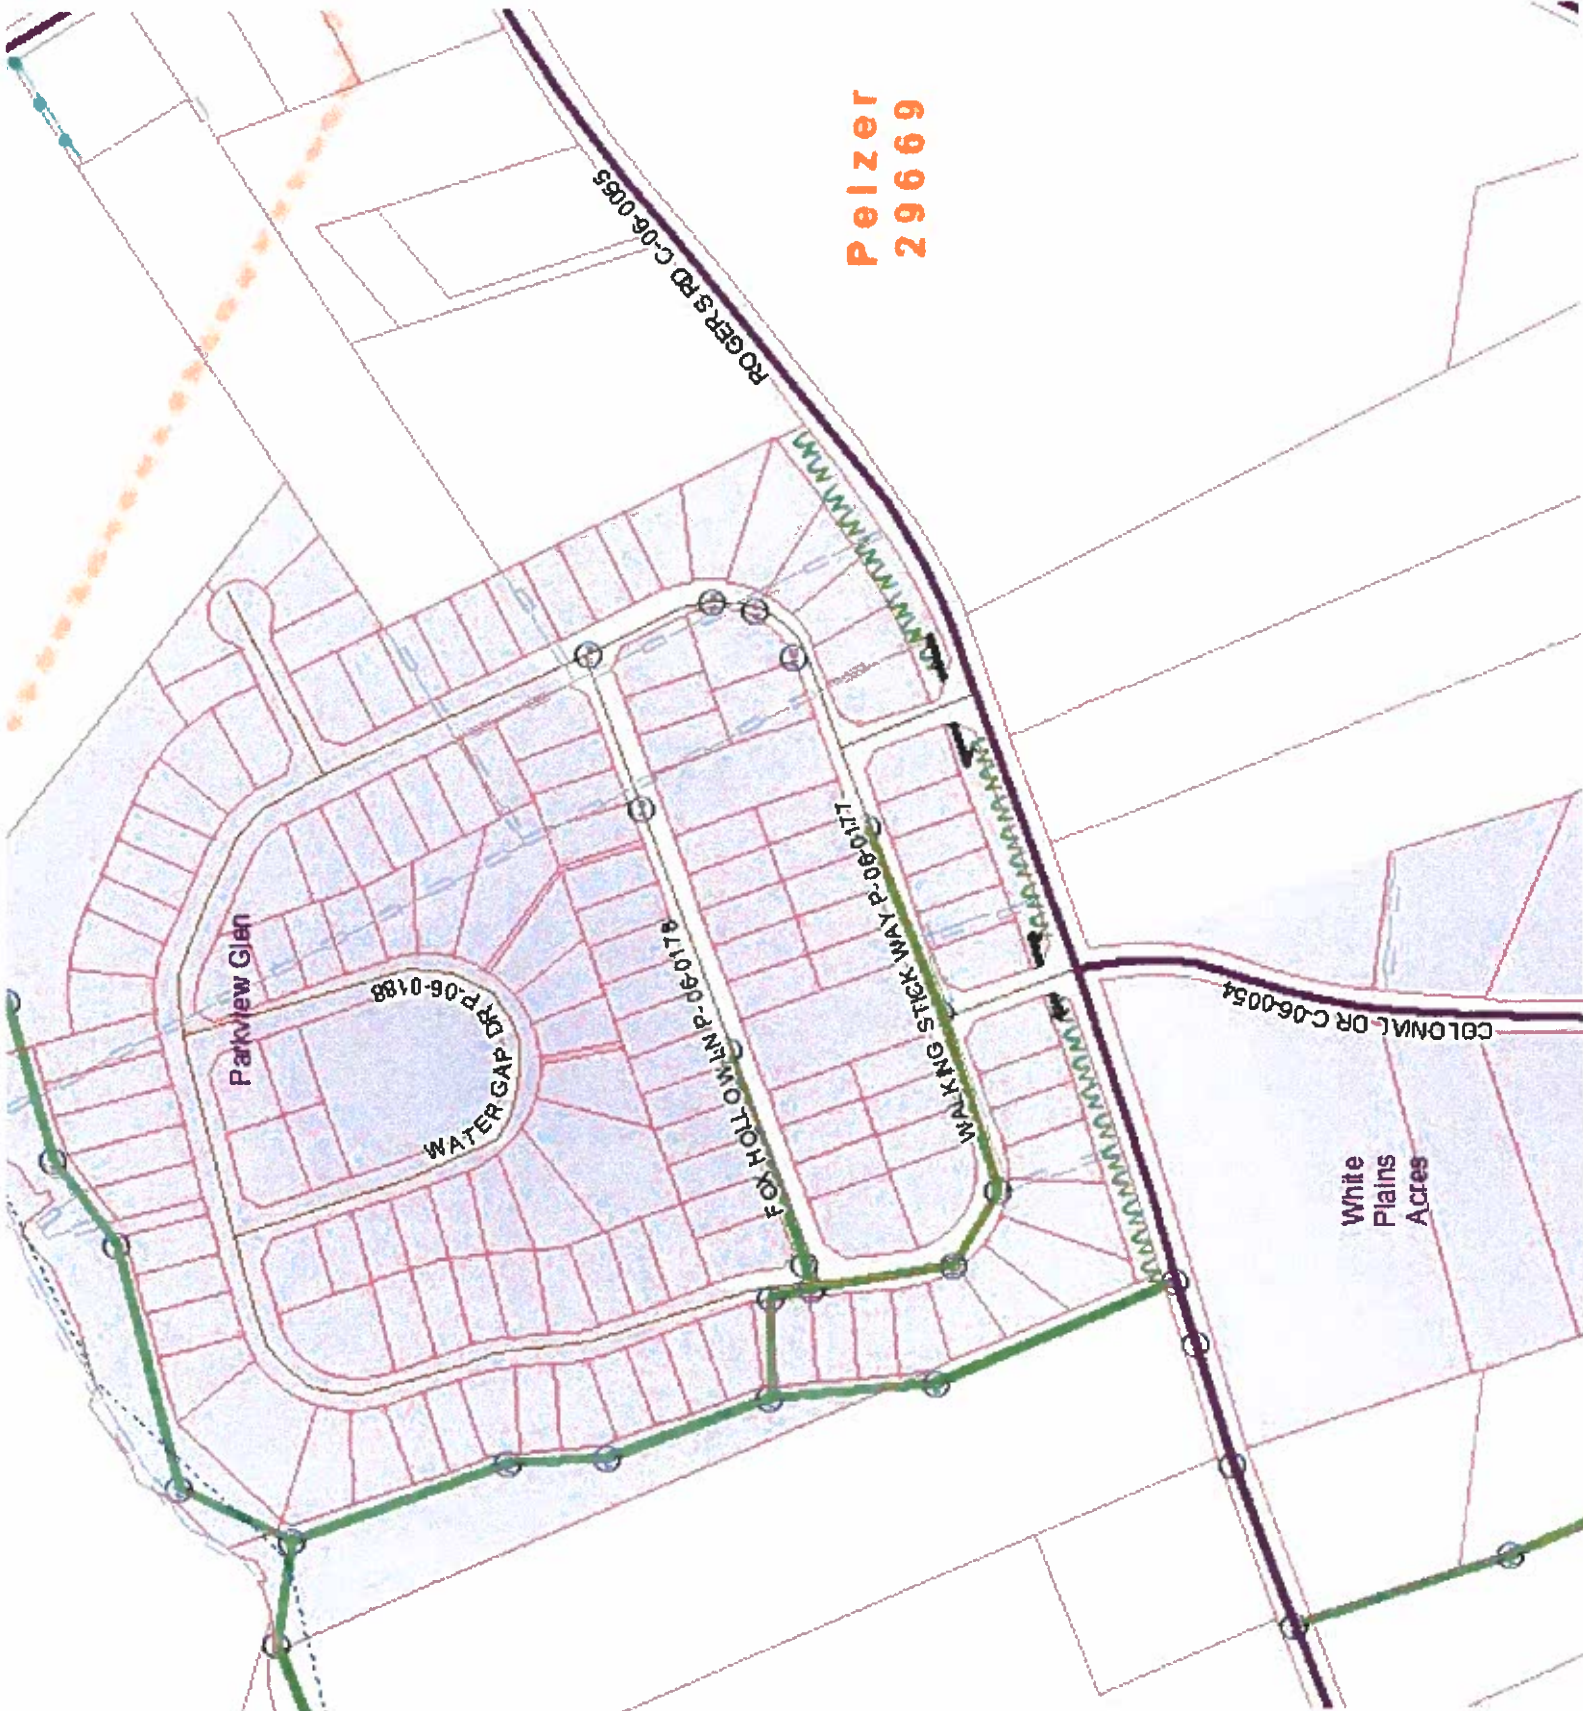 Pelzer
29669
ROGERS RD C-06-0065
Parkview Glen
WATER GAP DR P-06-0188
FOX HOLLOW LN P-06-0178
WALKING STICK WAY P-06-0177
COLONIAL DR C-06-0054
White
Plains
Acres